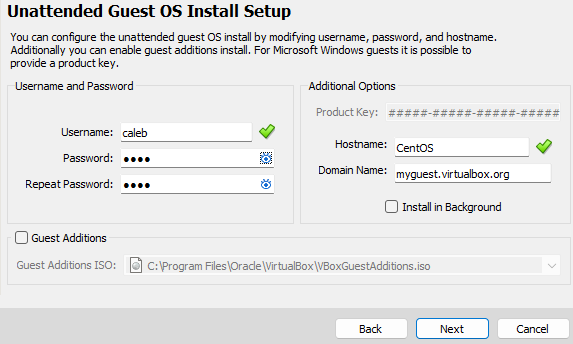 Unattended Guest OS Install Setup
You can configure the unattended guest OS install by modifying username, password, and hostname.
Additionally you can enable guest additions install. For Microsoft Windows guests it is possible to
provide a product key.
Username and Password
Username: caleb
Password: ●●●●
Repeat Password: ●●●●
Additional Options
Product Key: #####-#####-#####-#####
Hostname: CentOS
Domain Name: myguest.virtualbox.org
Install in Background
Guest Additions
Guest Additions ISO: C:\Program Files\Oracle\VirtualBox\VBoxGuestAdditions.iso
Back Next Cancel